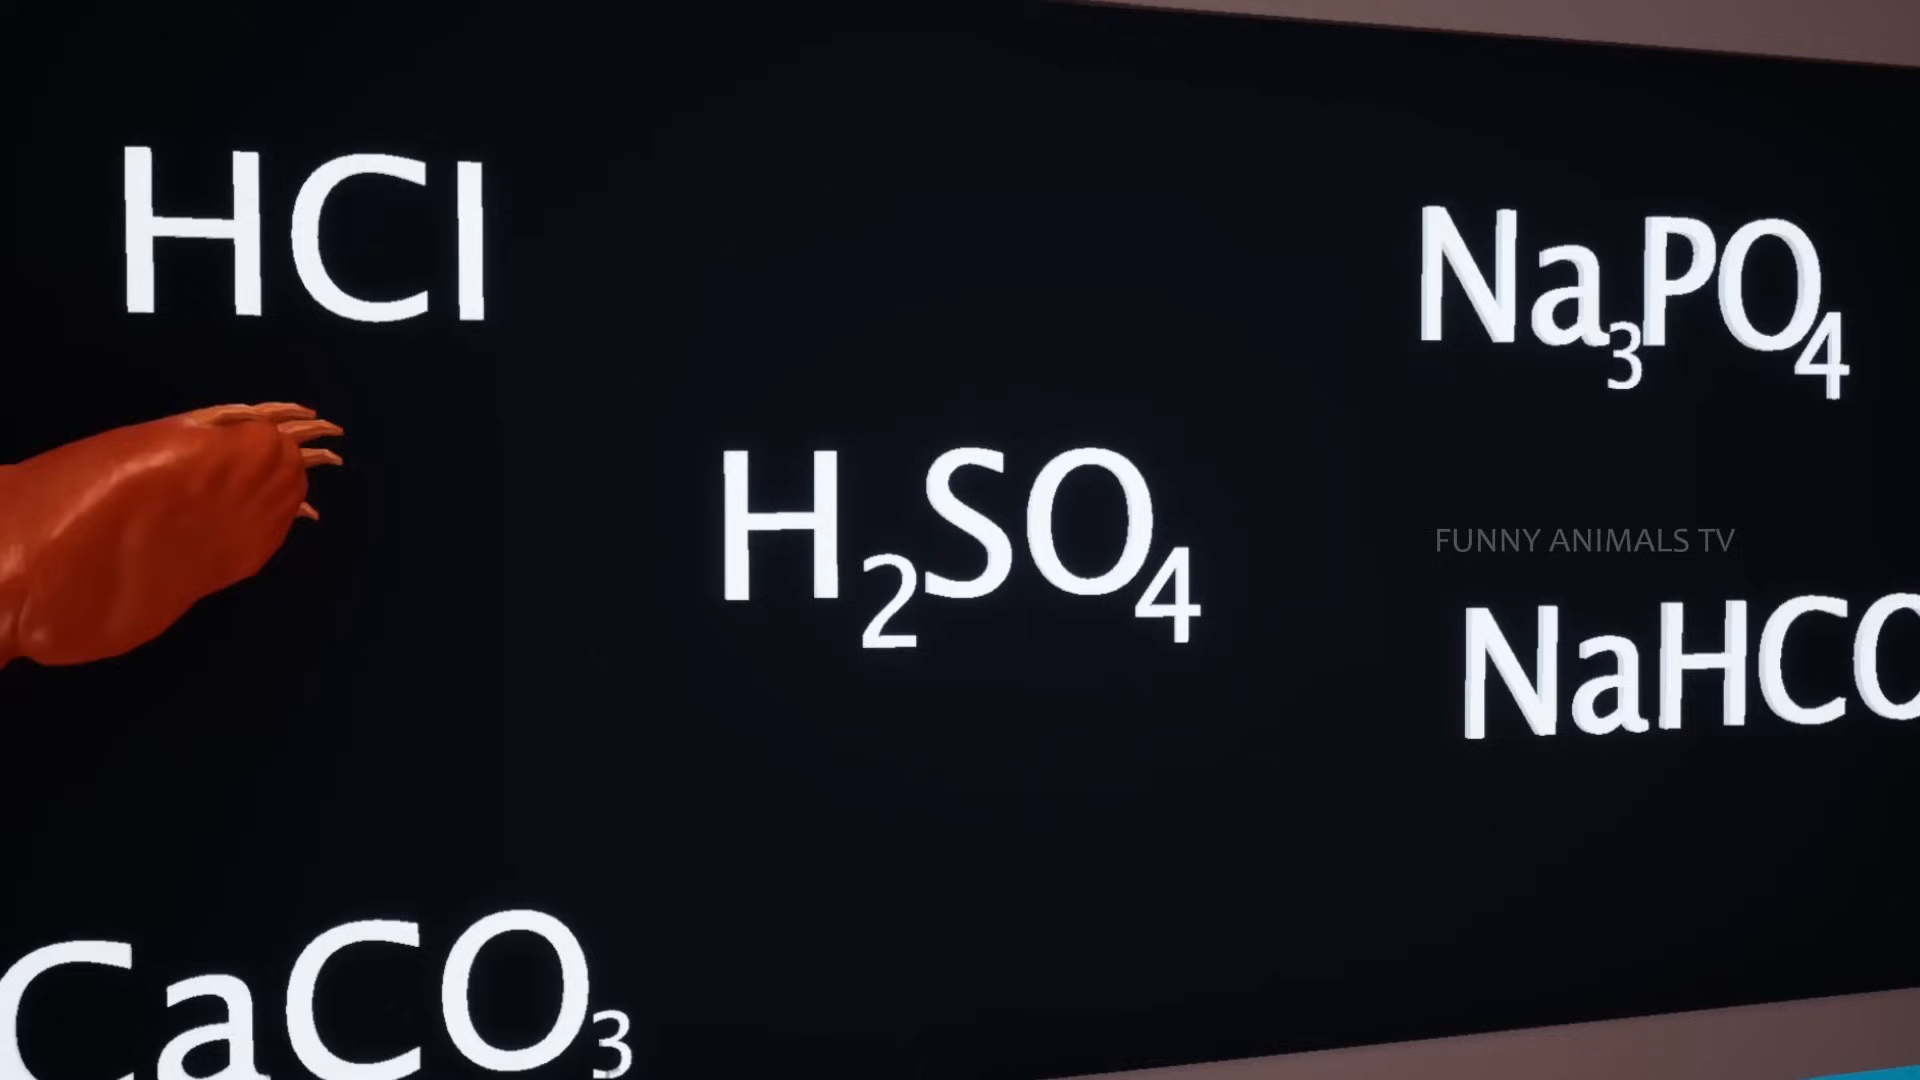 HCl
Na₃PO₄
H₂SO₄
FUNNY ANIMALS TV
NaHCO
CaCO₃